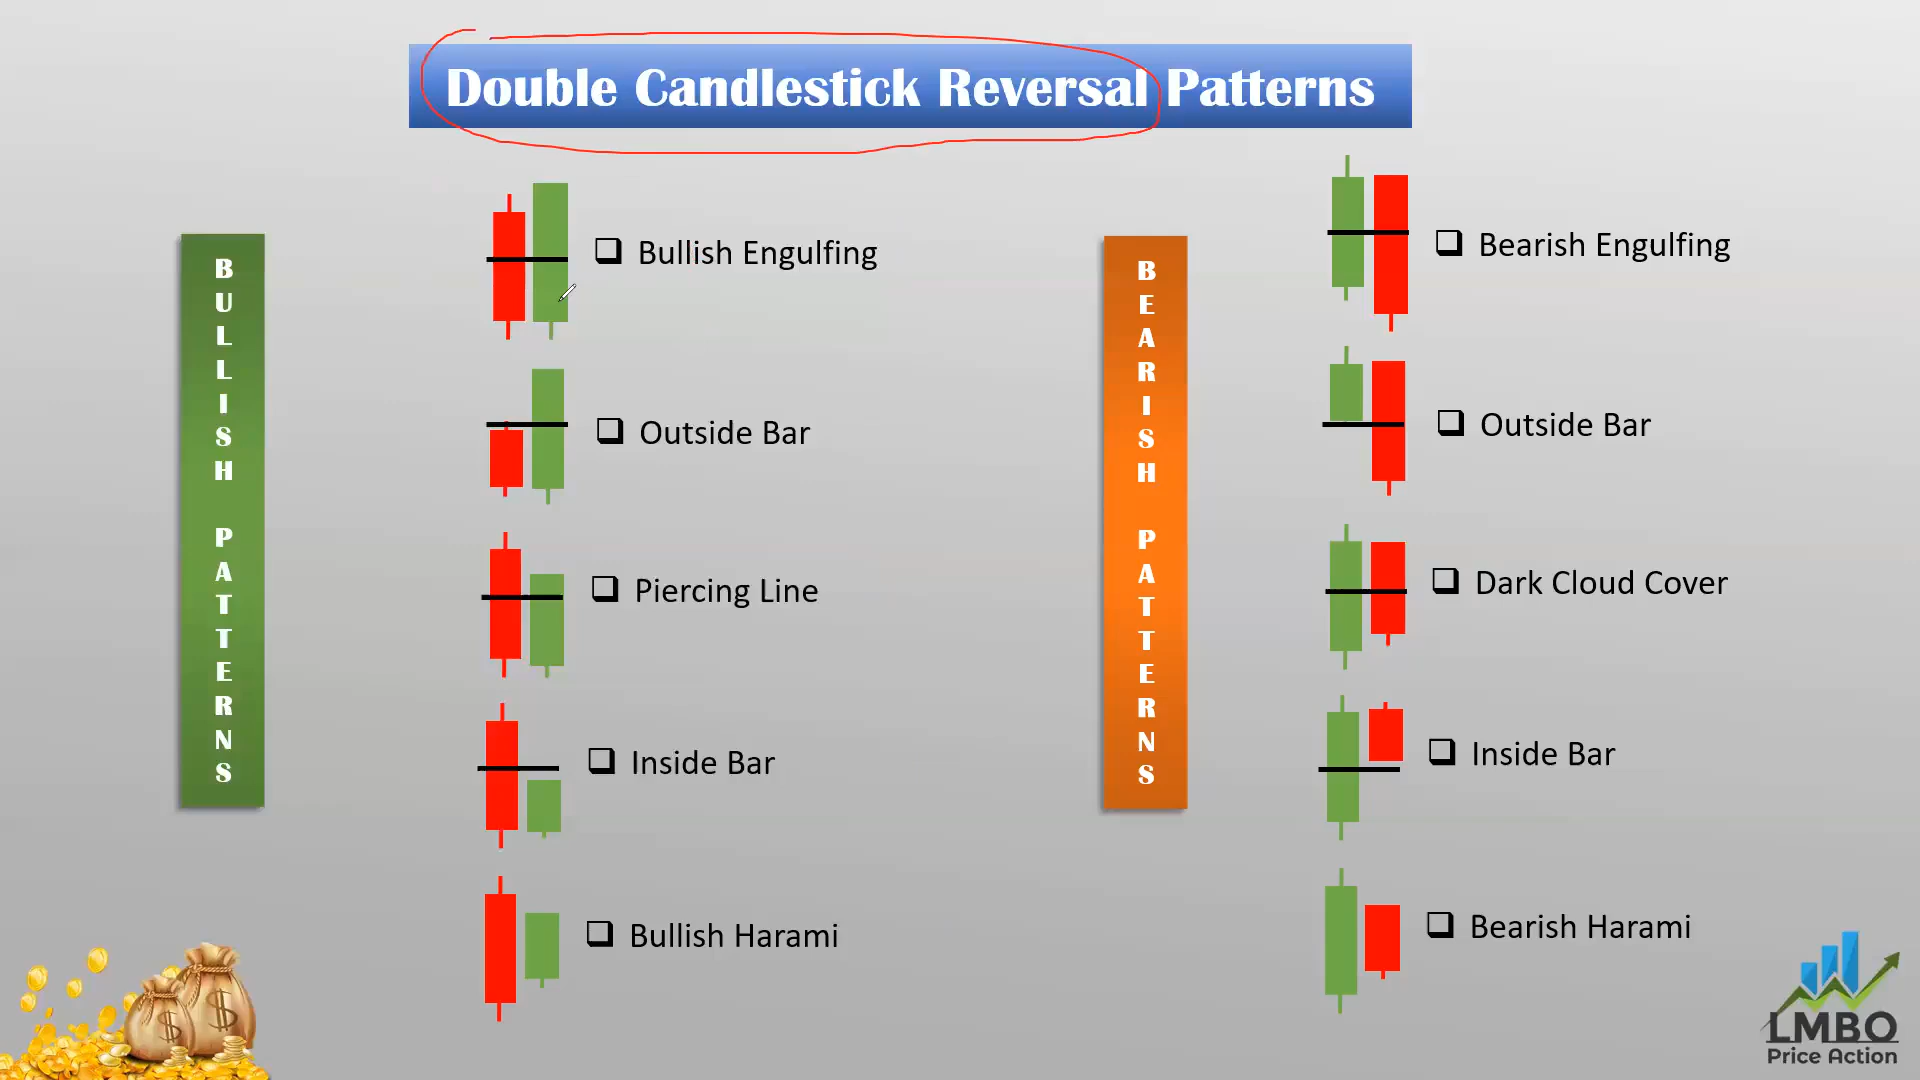 Double Candlestick Reversal Patterns
BULLISH PATTERNS
Bullish Engulfing
Outside Bar
Piercing Line
Inside Bar
Bullish Harami
BEARISH PATTERNS
Bearish Engulfing
Outside Bar
Dark Cloud Cover
Inside Bar
Bearish Harami
$
$
LMBO
Price Action